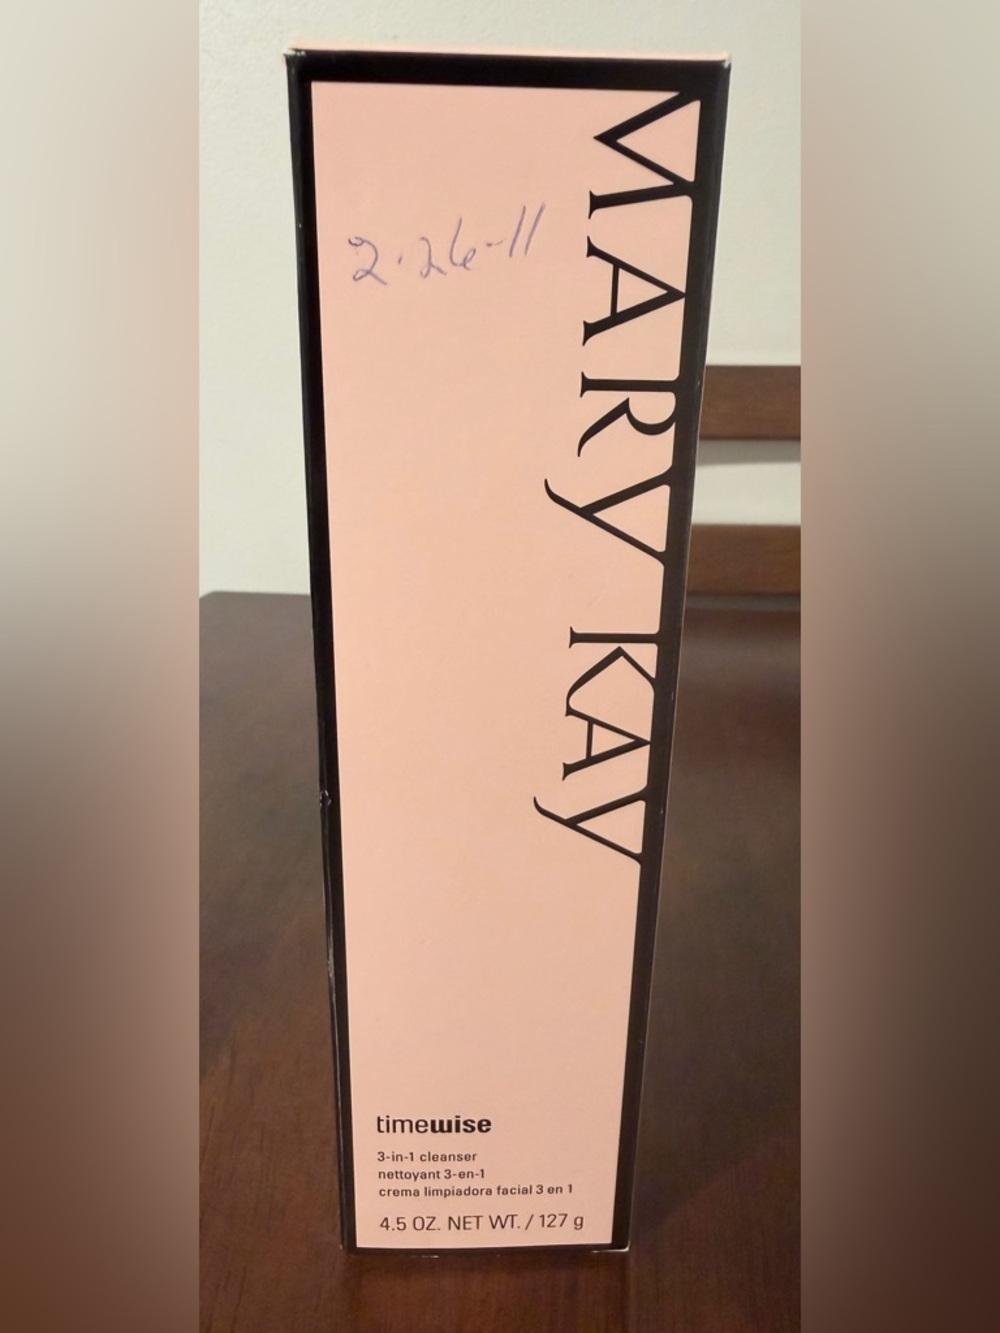 2-26-11
MARY KAY
timewise
3-in-1 cleanser
nettoyant 3-en-1
crema limpiadora facial 3 en 1
4.5 OZ. NET WT. / 127 g